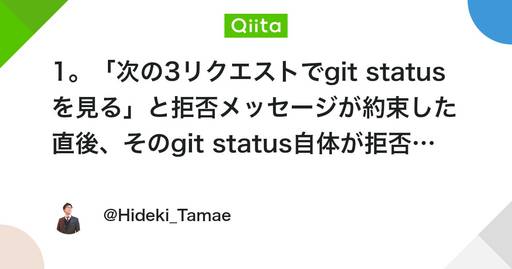 Qiita
1。「次の3リクエストでgit status
を見る」と拒否メッセージが約束した
直後、そのgit status自体が拒否…
@Hideki_Tamae